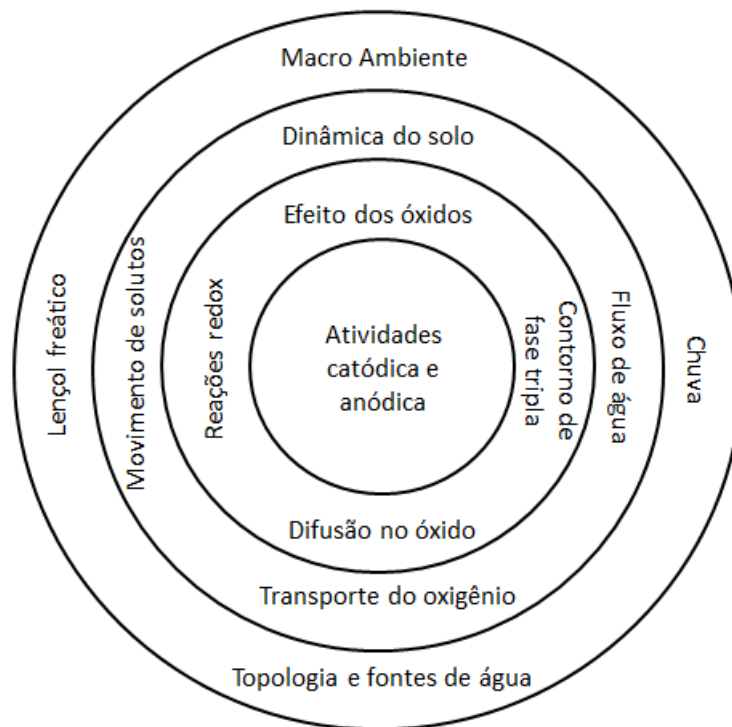 Macro Ambiente
Dinâmica do solo
Efeito dos óxidos
Lençol freático
Movimento de solutos
Reações redox
Atividades
catódica e
anódica
Contorno de
fase tripla
Fluxo de água
Chuva
Difusão no óxido
Transporte do oxigênio
Topologia e fontes de água